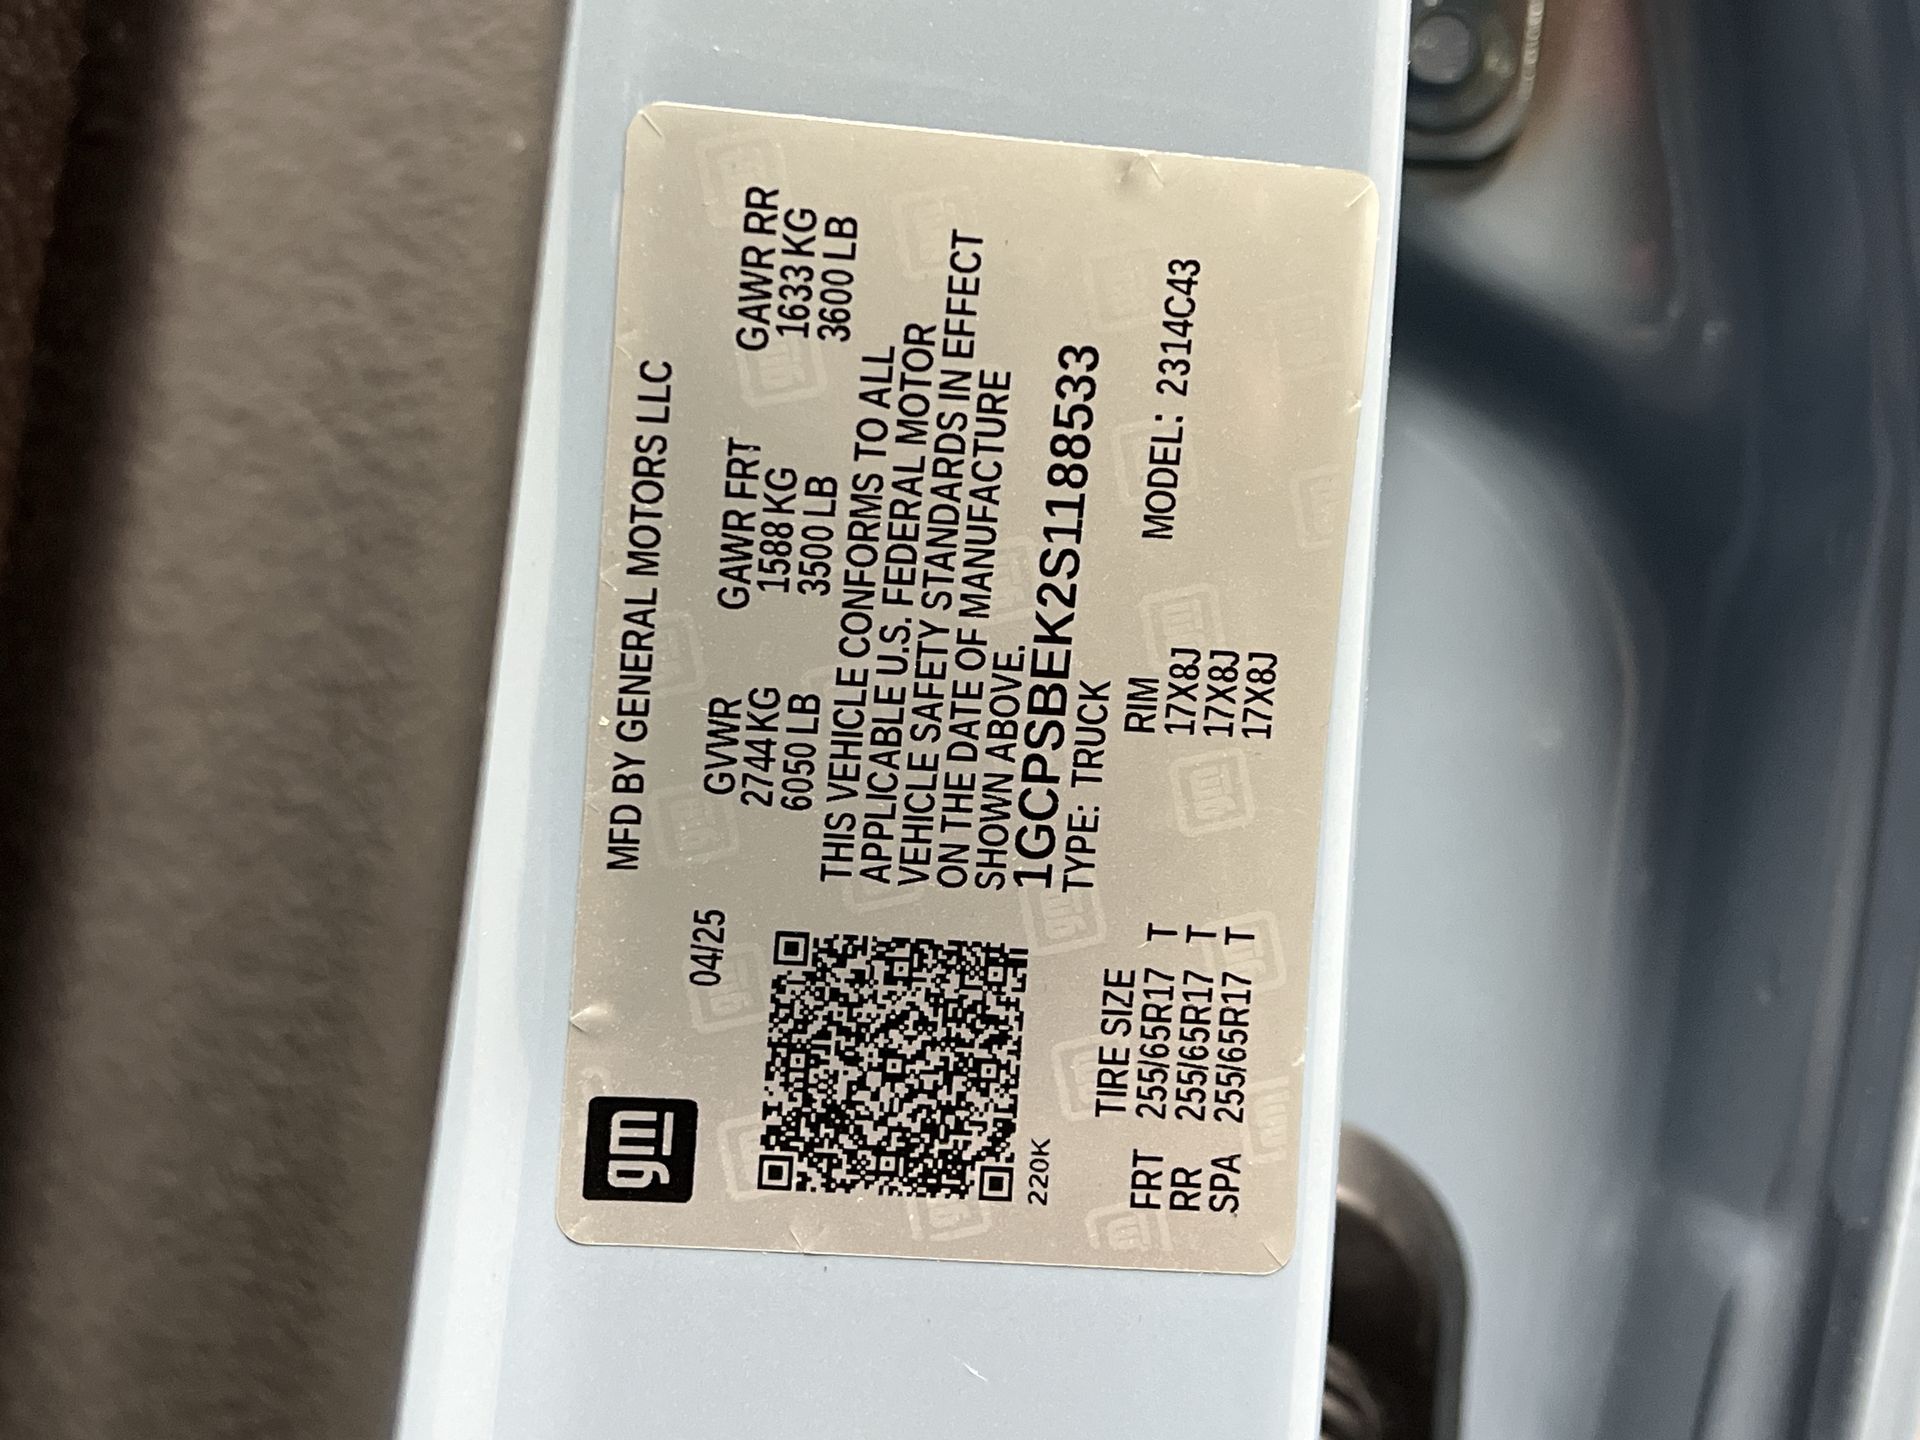 gm
MFD BY GENERAL MOTORS LLC
04/25
GVWR GAWR FRT GAWR RR
2744 KG 1588 KG 1633 KG
6050 LB 3500 LB 3600 LB
THIS VEHICLE CONFORMS TO ALL
APPLICABLE U.S. FEDERAL MOTOR
VEHICLE SAFETY STANDARDS IN EFFECT
ON THE DATE OF MANUFACTURE
SHOWN ABOVE.
1GCPSBEK2S1188533
TYPE: TRUCK
220K
MODEL: 2314C43
TIRE SIZE RIM
FRT 255/65R17 T 17X8J
RR 255/65R17 T 17X8J
SPA 255/65R17 T 17X8J